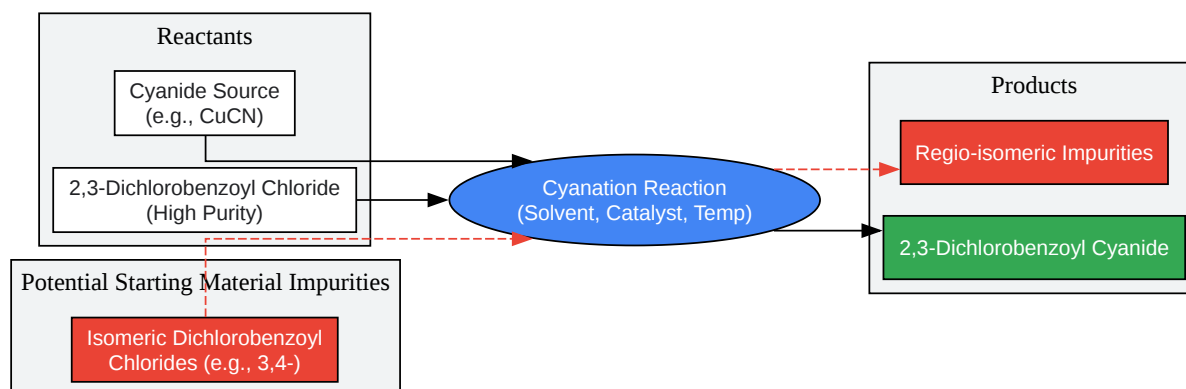 Reactants
Cyanide Source
(e.g., CuCN)
2,3-Dichlorobenzoyl Chloride
(High Purity)
Potential Starting Material Impurities
Isomeric Dichlorobenzoyl
Chlorides (e.g., 3,4-)
Cyanation Reaction
(Solvent, Catalyst, Temp)
Products
Regio-isomeric Impurities
2,3-Dichlorobenzoyl Cyanide